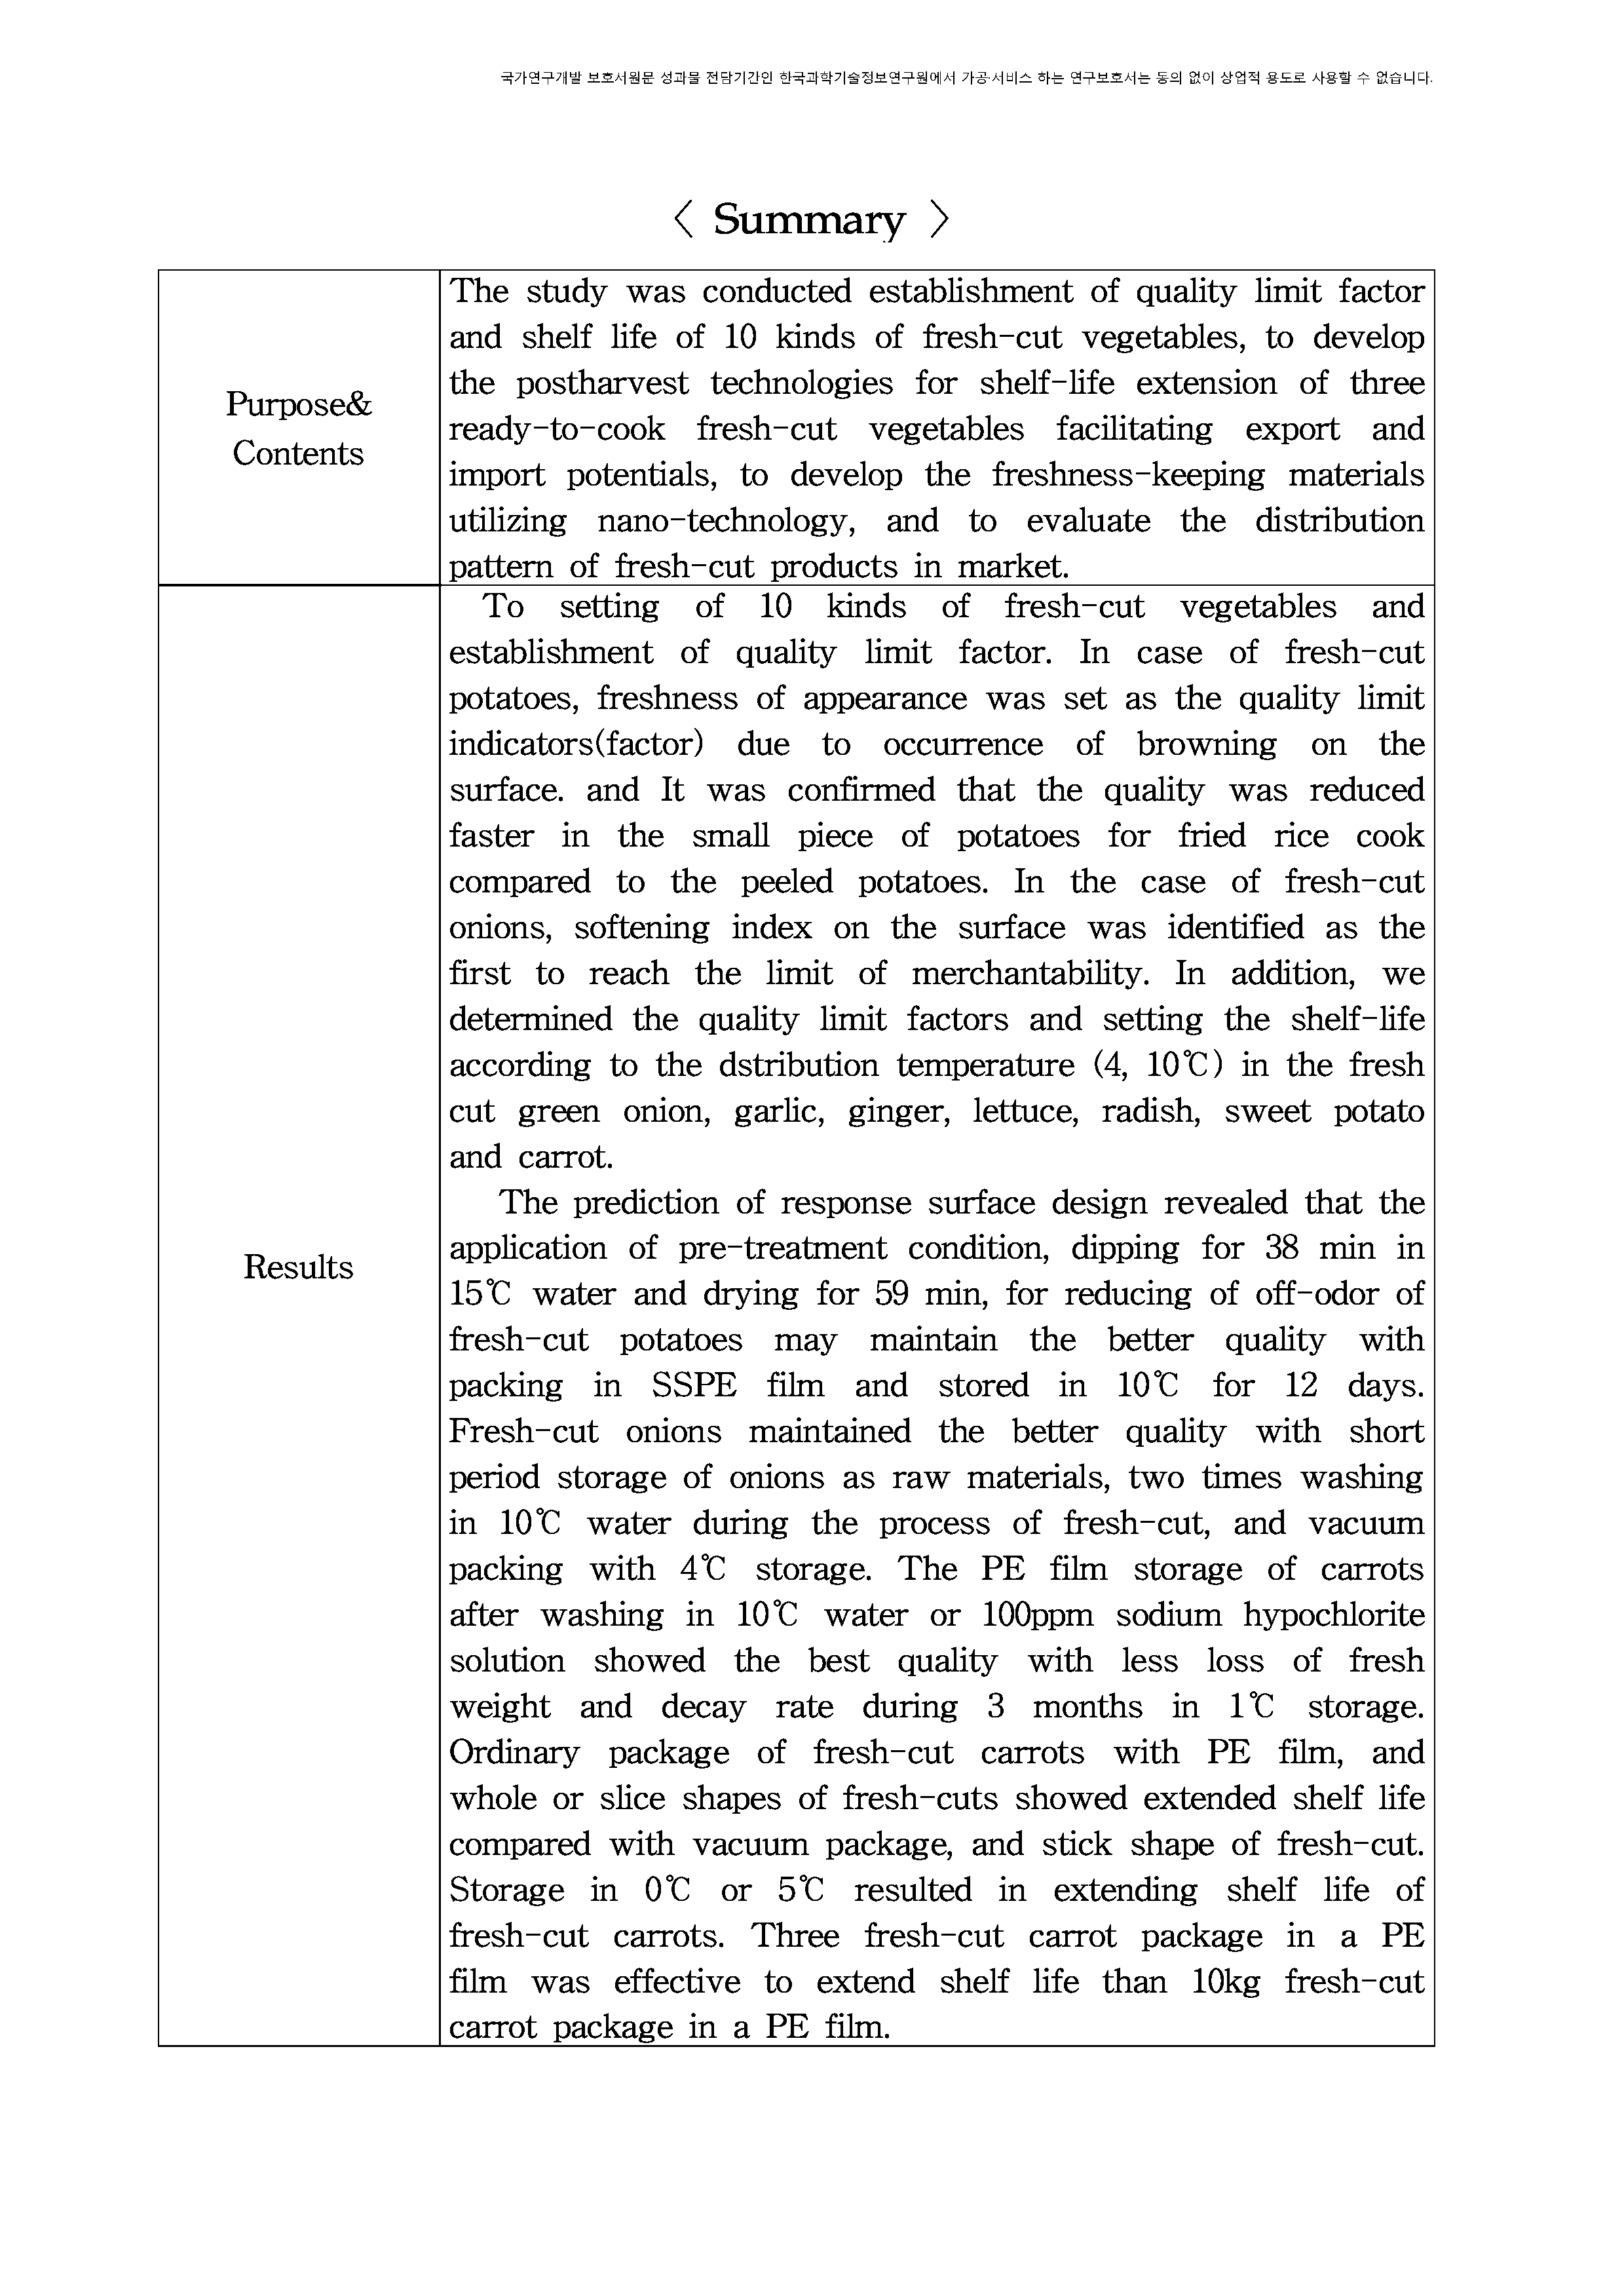 국가연구개발 보호서원문 성과물 전담기간인 한국과학기술정보연구원에서 가공·서비스 하는 연구보호서는 동의 없이 상업적 용도로 사용할 수 없습니다.
〈 Summary 〉
Purpose&
Contents
The study was conducted establishment of quality limit factor
and shelf life of 10 kinds of fresh-cut vegetables, to develop
the postharvest technologies for shelf-life extension of three
ready-to-cook fresh-cut vegetables facilitating export and
import potentials, to develop the freshness-keeping materials
utilizing nano-technology, and to evaluate the distribution
pattern of fresh-cut products in market.
Results
To setting of 10 kinds of fresh-cut vegetables and
establishment of quality limit factor. In case of fresh-cut
potatoes, freshness of appearance was set as the quality limit
indicators(factor) due to occurrence of browning on the
surface. and It was confirmed that the quality was reduced
faster in the small piece of potatoes for fried rice cook
compared to the peeled potatoes. In the case of fresh-cut
onions, softening index on the surface was identified as the
first to reach the limit of merchantability. In addition, we
determined the quality limit factors and setting the shelf-life
according to the dstribution temperature (4, 10℃) in the fresh
cut green onion, garlic, ginger, lettuce, radish, sweet potato
and carrot.
The prediction of response surface design revealed that the
application of pre-treatment condition, dipping for 38 min in
15℃ water and drying for 59 min, for reducing of off-odor of
fresh-cut potatoes may maintain the better quality with
packing in SSPE film and stored in 10℃ for 12 days.
Fresh-cut onions maintained the better quality with short
period storage of onions as raw materials, two times washing
in 10℃ water during the process of fresh-cut, and vacuum
packing with 4℃ storage. The PE film storage of carrots
after washing in 10℃ water or 100ppm sodium hypochlorite
solution showed the best quality with less loss of fresh
weight and decay rate during 3 months in 1℃ storage.
Ordinary package of fresh-cut carrots with PE film, and
whole or slice shapes of fresh-cuts showed extended shelf life
compared with vacuum package, and stick shape of fresh-cut.
Storage in 0℃ or 5℃ resulted in extending shelf life of
fresh-cut carrots. Three fresh-cut carrot package in a PE
film was effective to extend shelf life than 10kg fresh-cut
carrot package in a PE film.